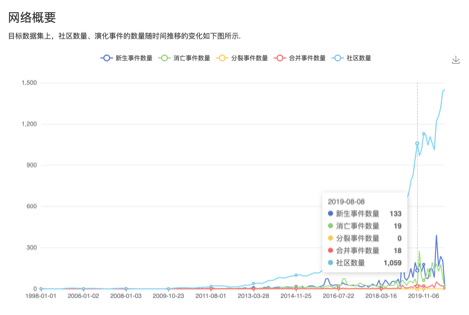 网络概要
目标数据集上，社区数量、演化事件的数量随时间推移的变化如下图所示.
新生事件数量 消亡事件数量 分裂事件数量 合并事件数量 社区数量
1,500
1,200
900
600
300
0
2019-08-08
新生事件数量 133
消亡事件数量 19
分裂事件数量 0
合并事件数量 18
社区数量 1,059
1998-01-01 2006-01-02 2008-01-03 2009-10-23 2011-08-01 2013-03-28 2014-11-25 2016-07-22 2018-03-16 2019-11-06